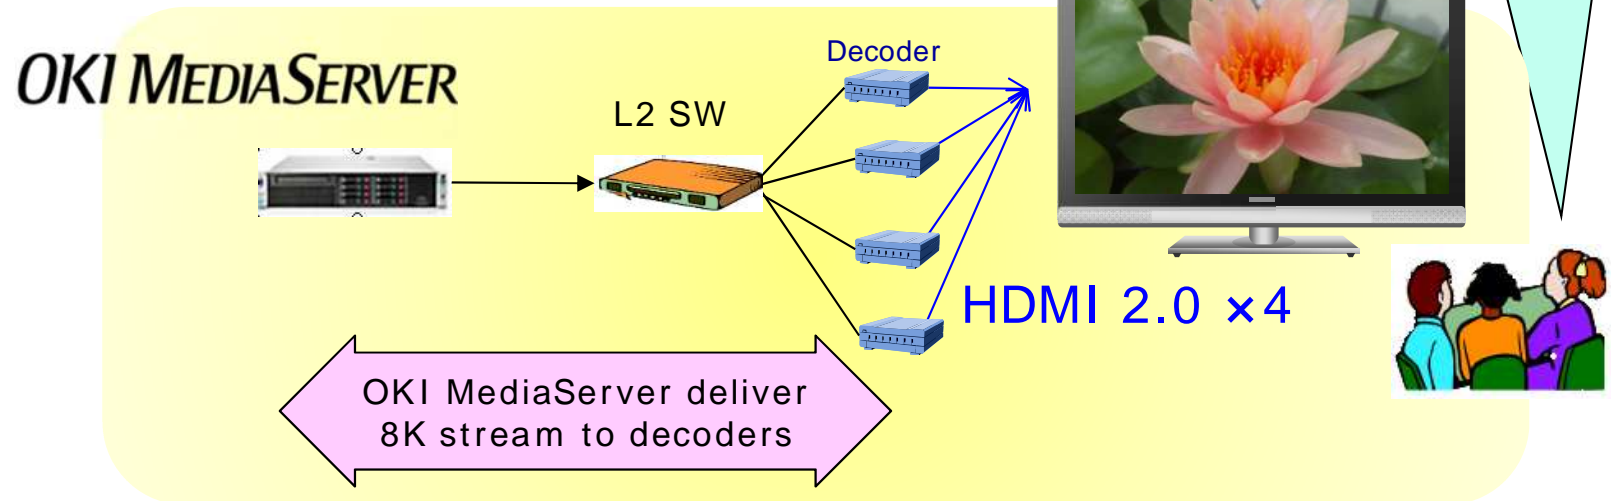 OKI MEDIASERVER
Decoder
L2 SW
HDMI 2.0 ×4
OKI MediaServer deliver
8K stream to decoders